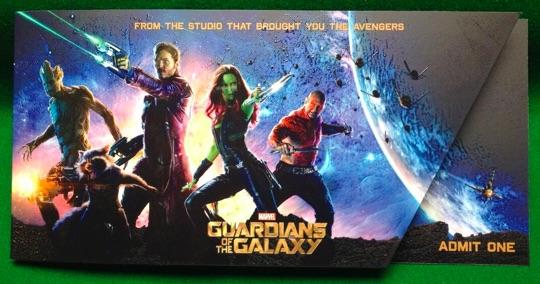 FROM THE STUDIO THAT BROUGHT YOU THE AVENGERS
MARVEL
GUARDIANS
OF THE GALAXY
ADMIT ONE